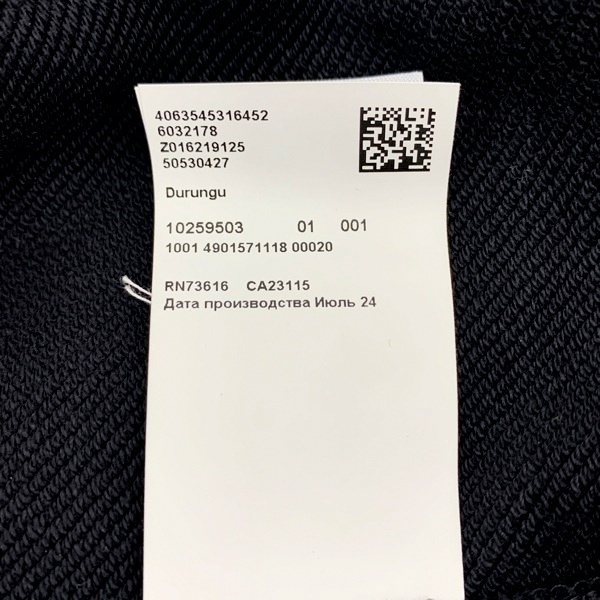 4063545316452
6032178
Z016219125
50530427
Durungu
10259503 01 001
1001 4901571118 00020
RN73616 CA23115
Дата производства Июль 24